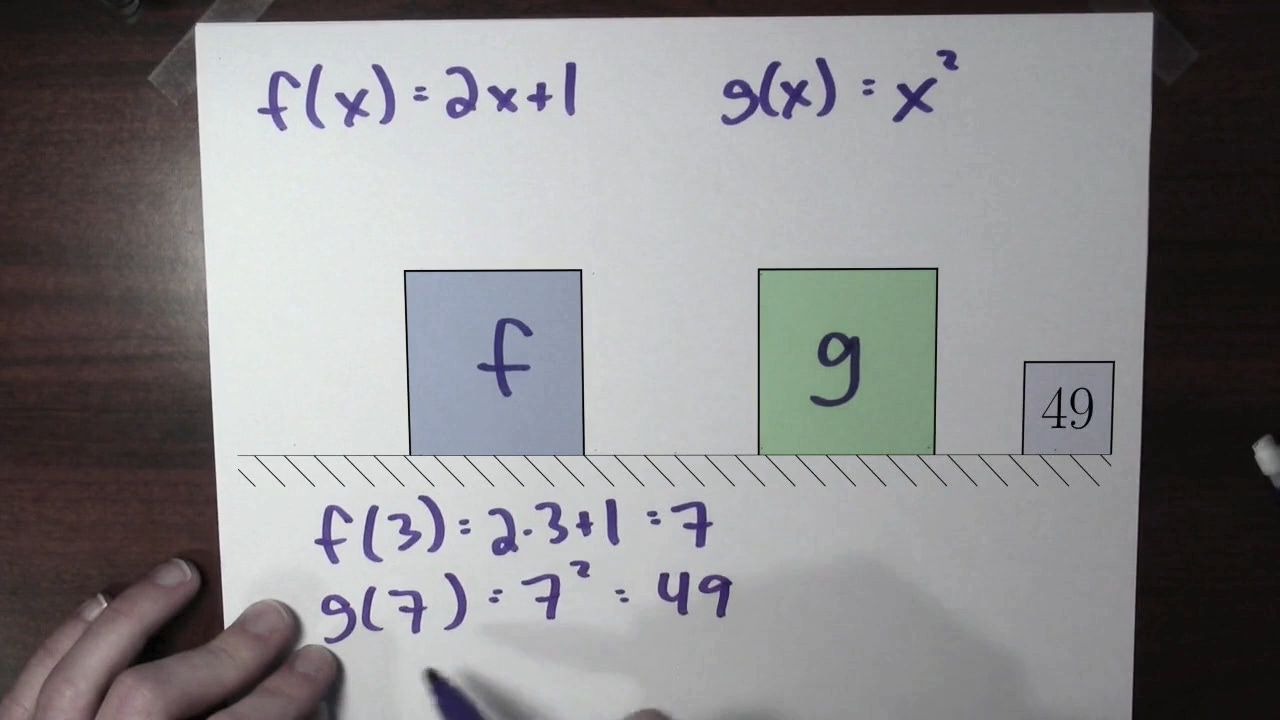 f(x) = 2x+1 g(x) = x²
f g
49
f(3) = 2·3+1 = 7
g(7) = 7² = 49